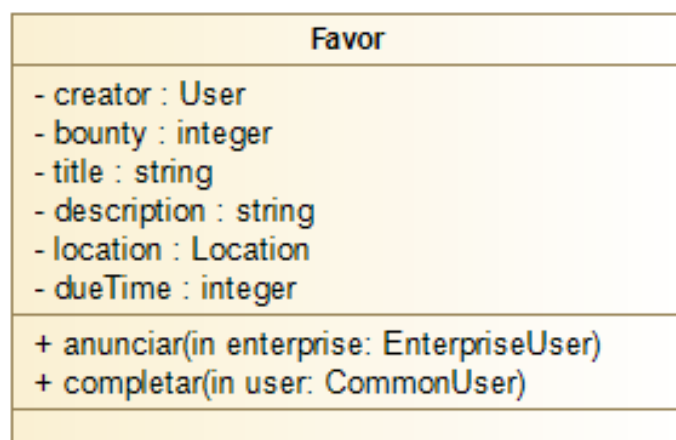 Favor
- creator : User
- bounty : integer
- title : string
- description : string
- location : Location
- dueTime : integer
+ anunciar(in enterprise: EnterpriseUser)
+ completar(in user: CommonUser)